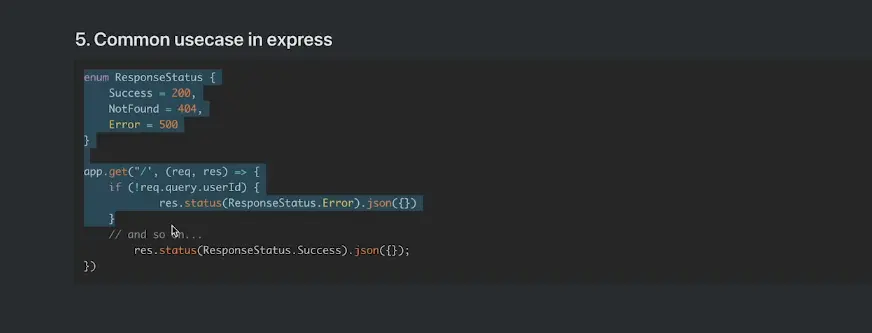 5. Common usecase in express
enum ResponseStatus {
    Success = 200,
    NotFound = 404,
    Error = 500
}
app.get("/', (req, res) => {
    if (!req.query.userId) {
            res.status(ResponseStatus.Error).json({})
    }
    // and so on...
        res.status(ResponseStatus.Success).json({});
})